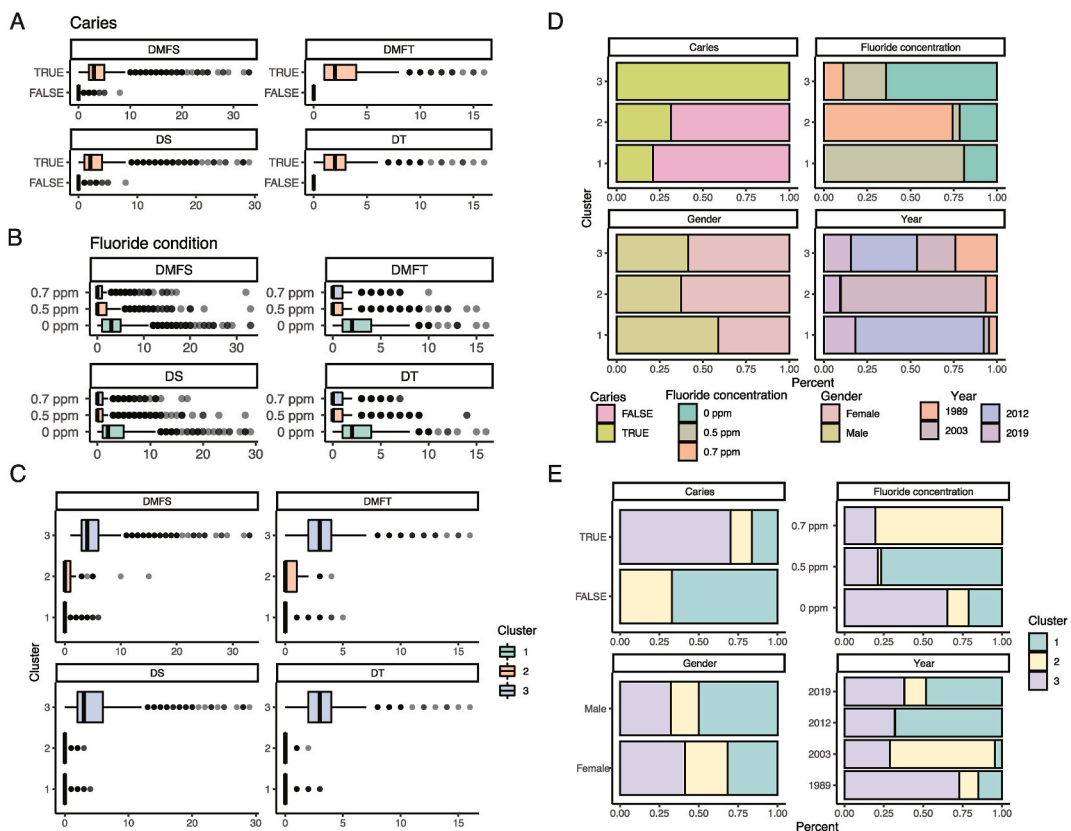 A
Caries
DMFS
DMFT
TRUE
FALSE
TRUE
FALSE
0 10 20 30
0 5 10 15
DS
DT
TRUE
FALSE
TRUE
FALSE
0 10 20 30
0 5 10 15
B
Fluoride condition
DMFS
DMFT
0.7 ppm
0.5 ppm
0 ppm
0.7 ppm
0.5 ppm
0 ppm
0 10 20 30
0 5 10 15
DS
DT
0.7 ppm
0.5 ppm
0 ppm
0.7 ppm
0.5 ppm
0 ppm
0 10 20 30
0 5 10 15
C
DMFS
DMFT
3
2
1
0 10 20 30
0 5 10 15
DS
DT
3
2
1
0 10 20 30
0 5 10 15
Cluster
Cluster
1
2
3
D
Caries
Fluoride concentration
3
2
1
3
2
1
0.00 0.25 0.50 0.75 1.00
0.00 0.25 0.50 0.75 1.00
Gender
Year
3
2
1
3
2
1
0.00 0.25 0.50 0.75 1.00
0.00 0.25 0.50 0.75 1.00
Cluster
Percent
Caries
FALSE
TRUE
Fluoride concentration
0 ppm
0.5 ppm
0.7 ppm
Gender
Female
Male
Year
1989
2003
2012
2019
E
Caries
Fluoride concentration
TRUE
FALSE
0.7 ppm
0.5 ppm
0 ppm
0.00 0.25 0.50 0.75 1.00
0.00 0.25 0.50 0.75 1.00
Gender
Year
Male
Female
2019
2012
2003
1989
0.00 0.25 0.50 0.75 1.00
0.00 0.25 0.50 0.75 1.00
Percent
Cluster
1
2
3